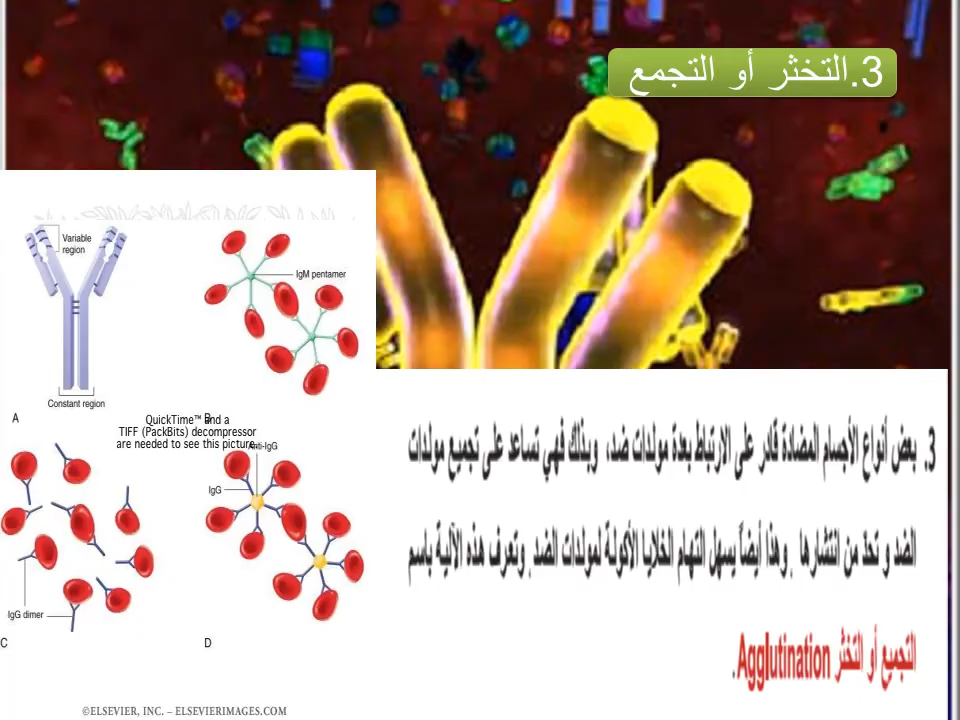 3.التخثر أو التجمع
Variable
region
IgM pentamer
Constant region
A
B
QuickTime™ and a
TIFF (PackBits) decompressor
are needed to see this picture.
Anti-IgG
IgG
IgG dimer
C
D
©ELSEVIER, INC. – ELSEVIERIMAGES.COM
3. بعض أنواع الأجسام المضادة قادر على الارتباط بعدة مولدات ضد، وبذلك فهي تساعد على تجميع مولدات
الضد و تحد من انتشارها . وهذا أيضاً يسهل التهام الخلايا الأكولة لمولدات الضد. وتعرف هذه الآلية باسم
التجميع أو التخثر Agglutination.